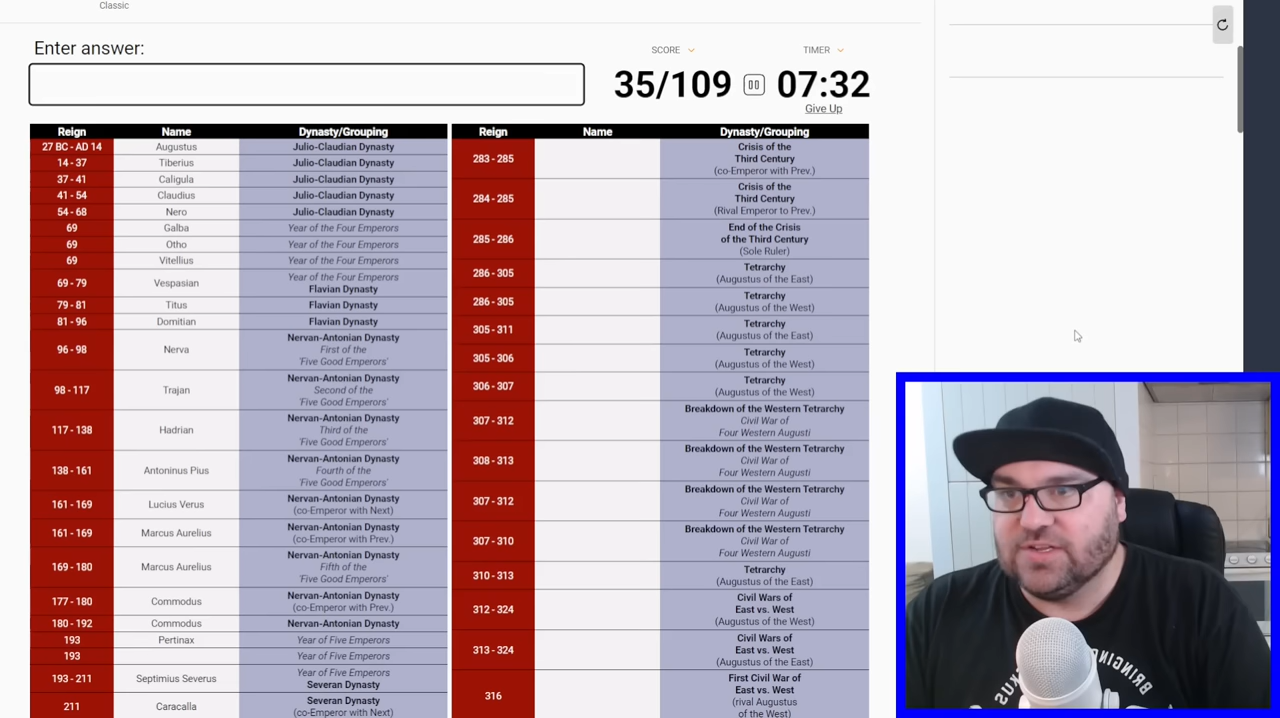 Classic
Enter answer:
SCORE
TIMER
35/109
07:32
Give Up
Reign Name Dynasty/Grouping
27 BC - AD 14 Augustus Julio-Claudian Dynasty
14 - 37 Tiberius Julio-Claudian Dynasty
37 - 41 Caligula Julio-Claudian Dynasty
41 - 54 Claudius Julio-Claudian Dynasty
54 - 68 Nero Julio-Claudian Dynasty
69 Galba Year of the Four Emperors
69 Otho Year of the Four Emperors
69 Vitellius Year of the Four Emperors
69 - 79 Vespasian Year of the Four Emperors
Flavian Dynasty
79 - 81 Titus Flavian Dynasty
81 - 96 Domitian Flavian Dynasty
96 - 98 Nerva Nervan-Antonian Dynasty
First of the
'Five Good Emperors'
98 - 117 Trajan Nervan-Antonian Dynasty
Second of the
'Five Good Emperors'
117 - 138 Hadrian Nervan-Antonian Dynasty
Third of the
'Five Good Emperors'
138 - 161 Antoninus Pius Nervan-Antonian Dynasty
Fourth of the
'Five Good Emperors'
161 - 169 Lucius Verus Nervan-Antonian Dynasty
(co-Emperor with Next)
161 - 169 Marcus Aurelius Nervan-Antonian Dynasty
(co-Emperor with Prev.)
169 - 180 Marcus Aurelius Nervan-Antonian Dynasty
Fifth of the
'Five Good Emperors'
177 - 180 Commodus Nervan-Antonian Dynasty
(co-Emperor with Prev.)
180 - 192 Commodus Nervan-Antonian Dynasty
193 Pertinax Year of Five Emperors
193 Year of Five Emperors
193 - 211 Septimius Severus Year of Five Emperors
Severan Dynasty
211 Caracalla Severan Dynasty
(co-Emperor with Next)
Reign Name Dynasty/Grouping
283 - 285 Crisis of the
Third Century
(co-Emperor with Prev.)
284 - 285 Crisis of the
Third Century
(Rival Emperor to Prev.)
285 - 286 End of the Crisis
of the Third Century
(Sole Ruler)
286 - 305 Tetrarchy
(Augustus of the East)
286 - 305 Tetrarchy
(Augustus of the West)
305 - 311 Tetrarchy
(Augustus of the East)
305 - 306 Tetrarchy
(Augustus of the West)
306 - 307 Tetrarchy
(Augustus of the West)
307 - 312 Breakdown of the Western Tetrarchy
Civil War of
Four Western Augusti
308 - 313 Breakdown of the Western Tetrarchy
Civil War of
Four Western Augusti
307 - 312 Breakdown of the Western Tetrarchy
Civil War of
Four Western Augusti
307 - 310 Breakdown of the Western Tetrarchy
Civil War of
Four Western Augusti
310 - 313 Tetrarchy
(Augustus of the East)
312 - 324 Civil Wars of
East vs. West
(Augustus of the West)
313 - 324 Civil Wars of
East vs. West
(Augustus of the East)
316 First Civil War of
East vs. West
(rival Augustus
of the West)
BRINGING